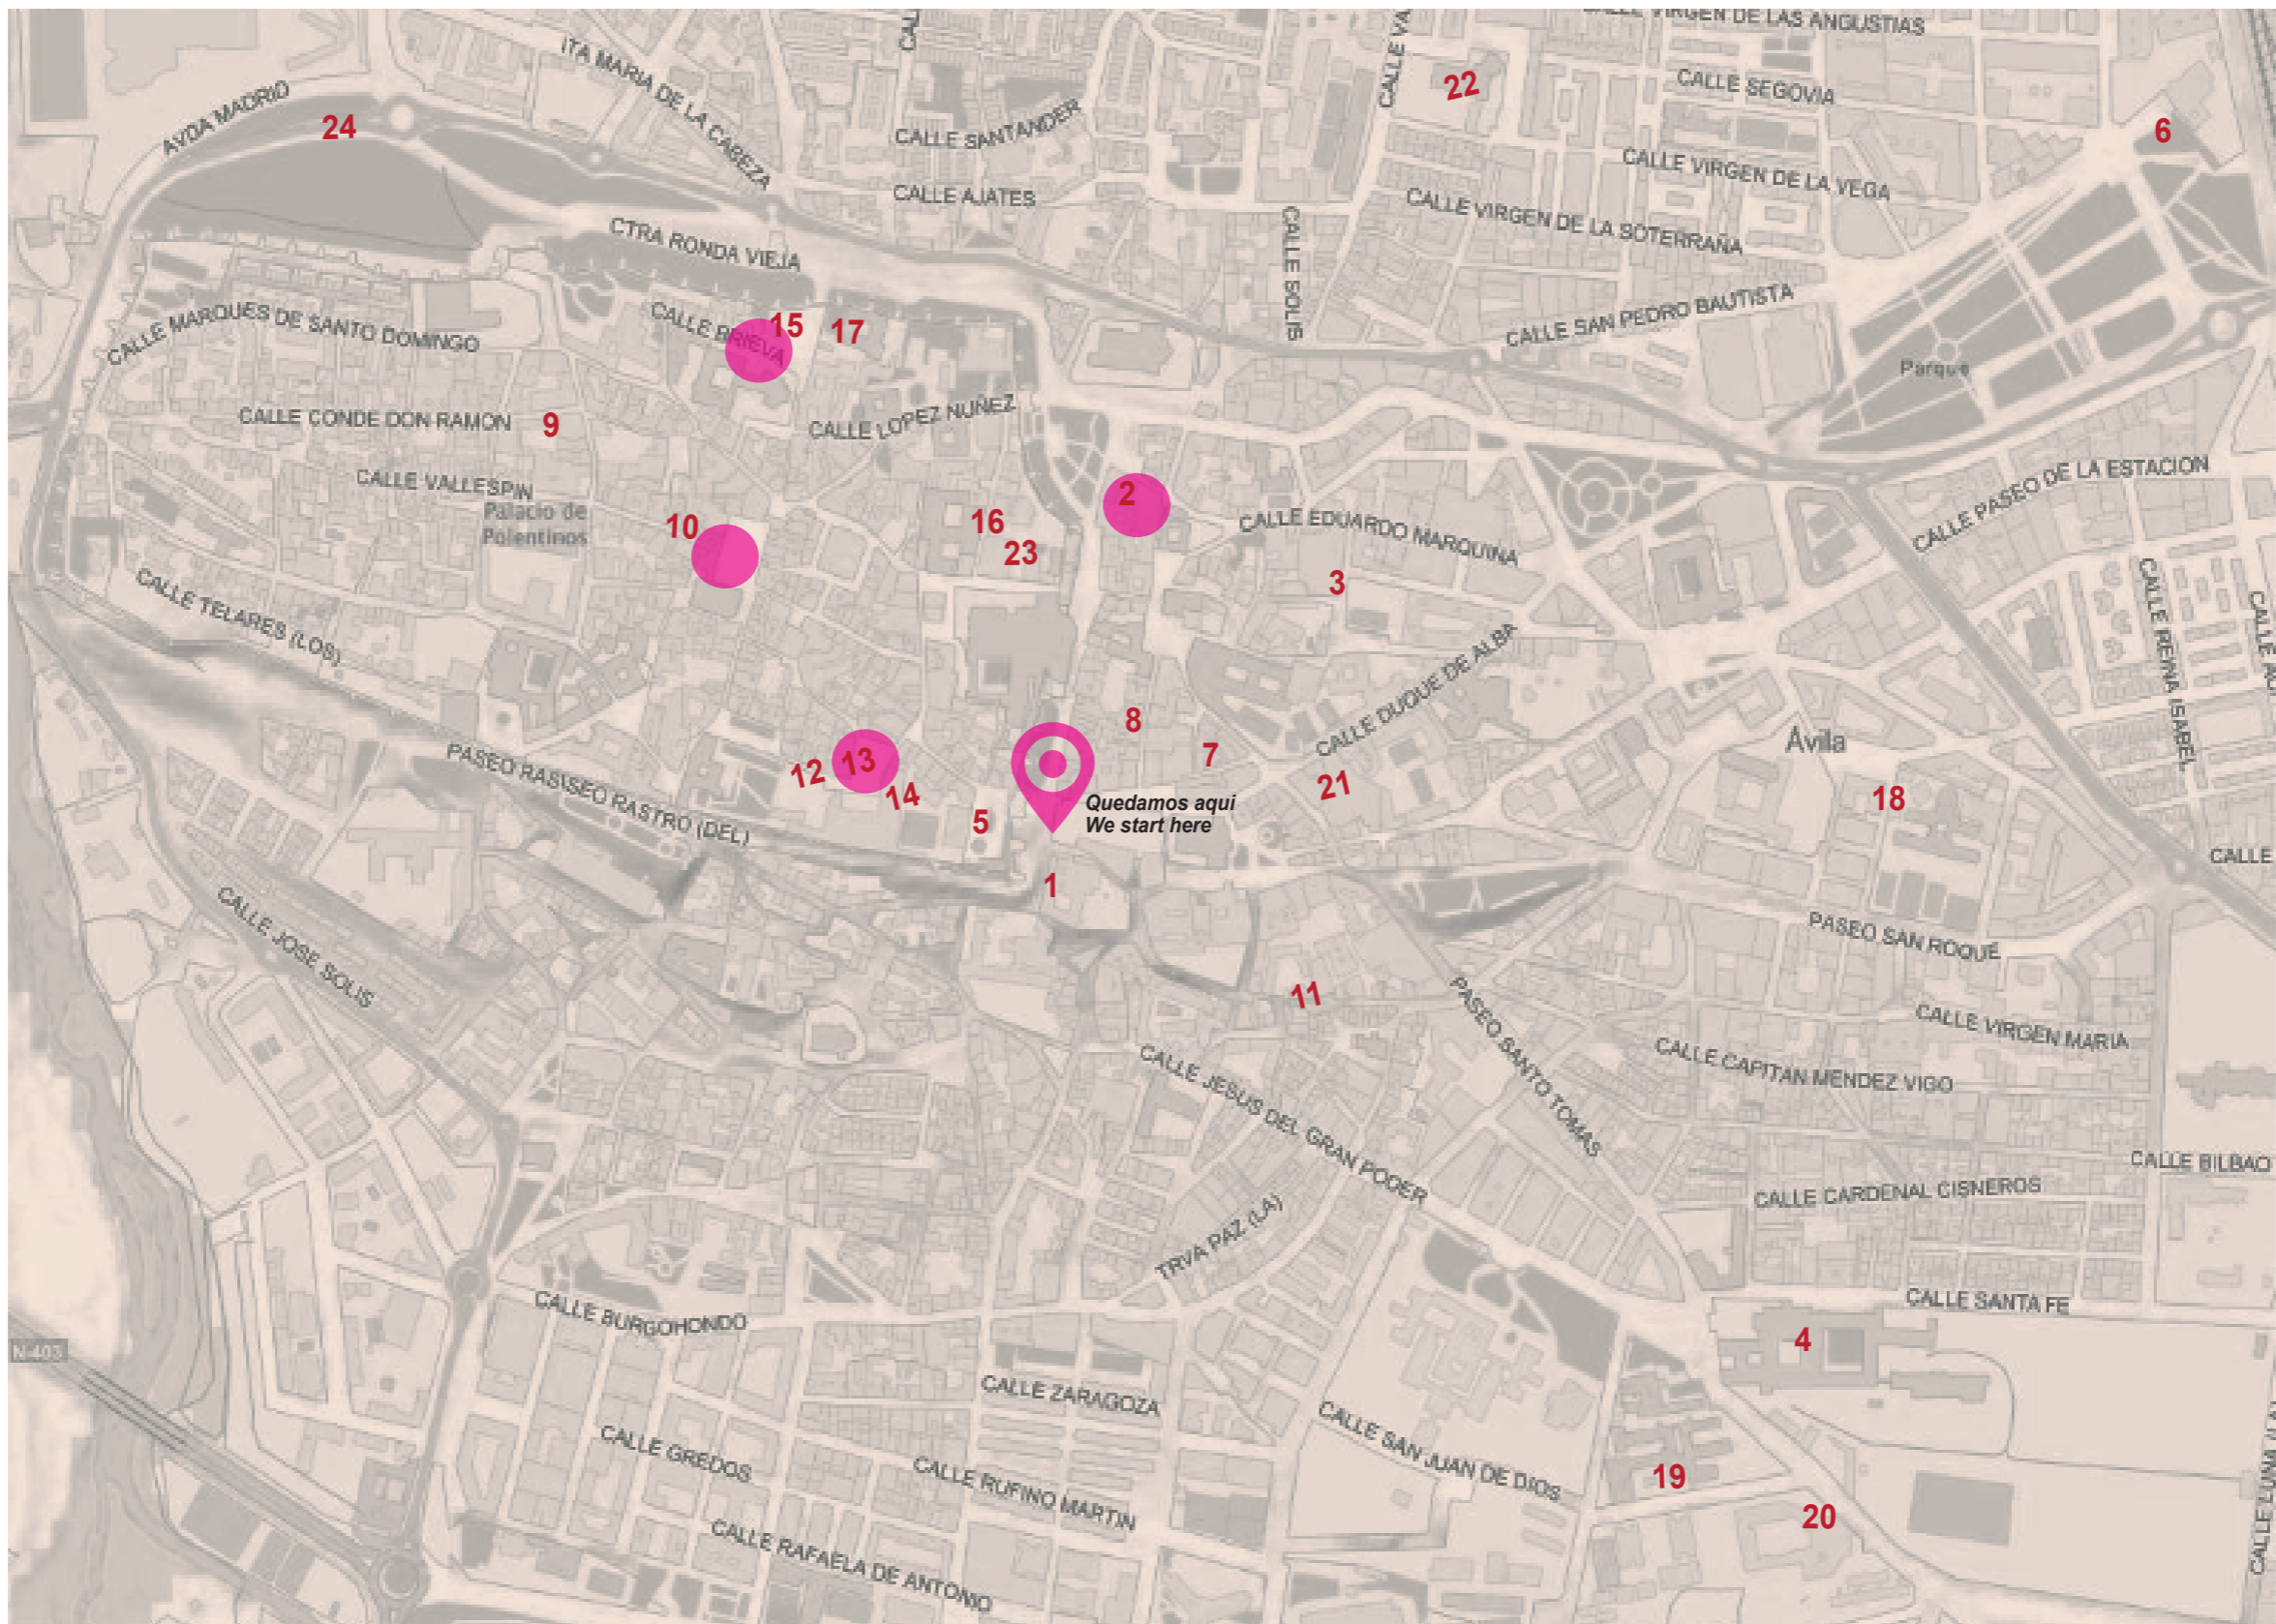 CALLE VIRGEN DE LAS ANGUSTIAS
CALLE SEGOVIA
22
6
AVDA MADRID
24
ITA MARIA DE LA CABEZA
CALLE SANTANDER
CALLE VIRGEN DE LA VEGA
CALLE AJATES
CALLE VIRGEN DE LA SOTERRAÑA
CTRA RONDA VIEJA
CALLE SOLIS
CALLE MARQUES DE SANTO DOMINGO
CALLE BRIEVA
15
17
CALLE SAN PEDRO BAUTISTA
Parque
CALLE CONDE DON RAMON
9
CALLE LOPEZ NUÑEZ
CALLE VALLESPIN
Palacio de
Polentinos
10
16
23
2
CALLE EDUARDO MARQUINA
CALLE PASEO DE LA ESTACION
3
CALLE TELARES (LOS)
CALLE REINA ISABEL
CALLE DUQUE DE ALBA
8
7
Ávila
PASEO RASISEO RASTRO (DEL)
12
13
14
5
Quedamos aqui
We start here
21
18
CALLE
1
CALLE JOSE SOLIS
PASEO SAN ROQUE
11
PASEO SANTO TOMAS
CALLE VIRGEN MARIA
CALLE CAPITAN MENDEZ VIGO
CALLE JESUS DEL GRAN PODER
CALLE BILBAO
CALLE CARDENAL CISNEROS
TRVA PAZ (LA)
CALLE BURGOHONDO
CALLE SANTA FE
N-403
4
CALLE ZARAGOZA
CALLE SAN JUAN DE DIOS
CALLE GREDOS
CALLE RUFINO MARTIN
19
20
CALLE RAFAELA DE ANTONIO